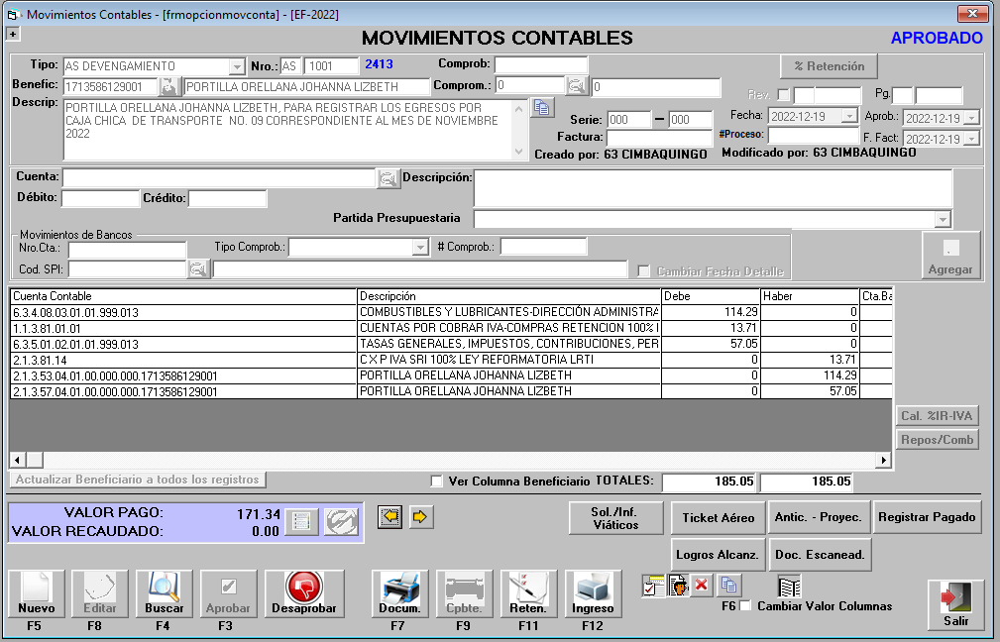 Movimientos Contables - [frmopcionmovconta] - [EF-2022]
+
MOVIMIENTOS CONTABLES
APROBADO
Tipo: AS DEVENGAMIENTO Nro.: AS 1001 2413 Comprob: % Retención
Benefic: 1713586129001 PORTILLA ORELLANA JOHANNA LIZBETH Comprom.: 0 0
Rev. Pg.
Descrip: PORTILLA ORELLANA JOHANNA LIZBETH, PARA REGISTRAR LOS EGRESOS POR
CAJA CHICA DE TRANSPORTE NO. 09 CORRESPONDIENTE AL MES DE NOVIEMBRE
2022
Serie: 000 000 Fecha: 2022-12-19 Aprob.: 2022-12-19
Factura: #Proceso: F. Fact: 2022-12-19
Creado por: 63 CIMBAQUINGO Modificado por: 63 CIMBAQUINGO
Cuenta: Descripción:
Débito: Crédito:
Partida Presupuestaria
Movimientos de Bancos
Nro.Cta.: Tipo Comprob.: # Comprob.:
Cod. SPI: Cambiar Fecha Detalle
Agregar
Cuenta Contable Descripción Debe Haber Cta.Ba
6.3.4.08.03.01.01.999.013 COMBUSTIBLES Y LUBRICANTES-DIRECCIÓN ADMINISTRA 114.29 0
1.1.3.81.01.01 CUENTAS POR COBRAR IVA-COMPRAS RETENCION 100% 13.71 0
6.3.5.01.02.01.01.999.013 TASAS GENERALES, IMPUESTOS, CONTRIBUCIONES, PER 57.05 0
2.1.3.81.14 C X P IVA SRI 100% LEY REFORMATORIA LRTI 0 13.71
2.1.3.53.04.01.00.000.000.1713586129001 PORTILLA ORELLANA JOHANNA LIZBETH 0 114.29
2.1.3.57.04.01.00.000.000.1713586129001 PORTILLA ORELLANA JOHANNA LIZBETH 0 57.05
Cal. %IR-IVA
Repos/Comb
Actualizar Beneficiario a todos los registros Ver Columna Beneficiario TOTALES: 185.05 185.05
VALOR PAGO: 171.34
VALOR RECAUDADO: 0.00
Sol./Inf.
Viáticos
Ticket Aéreo Antic. - Proyec. Registrar Pagado
Logros Alcanz. Doc. Escanead.
Nuevo Editar Buscar Aprobar Desaprobar Docum. Cpbte. Reten. Ingreso
F5 F8 F4 F3 F7 F9 F11 F12
F6 Cambiar Valor Columnas
Salir